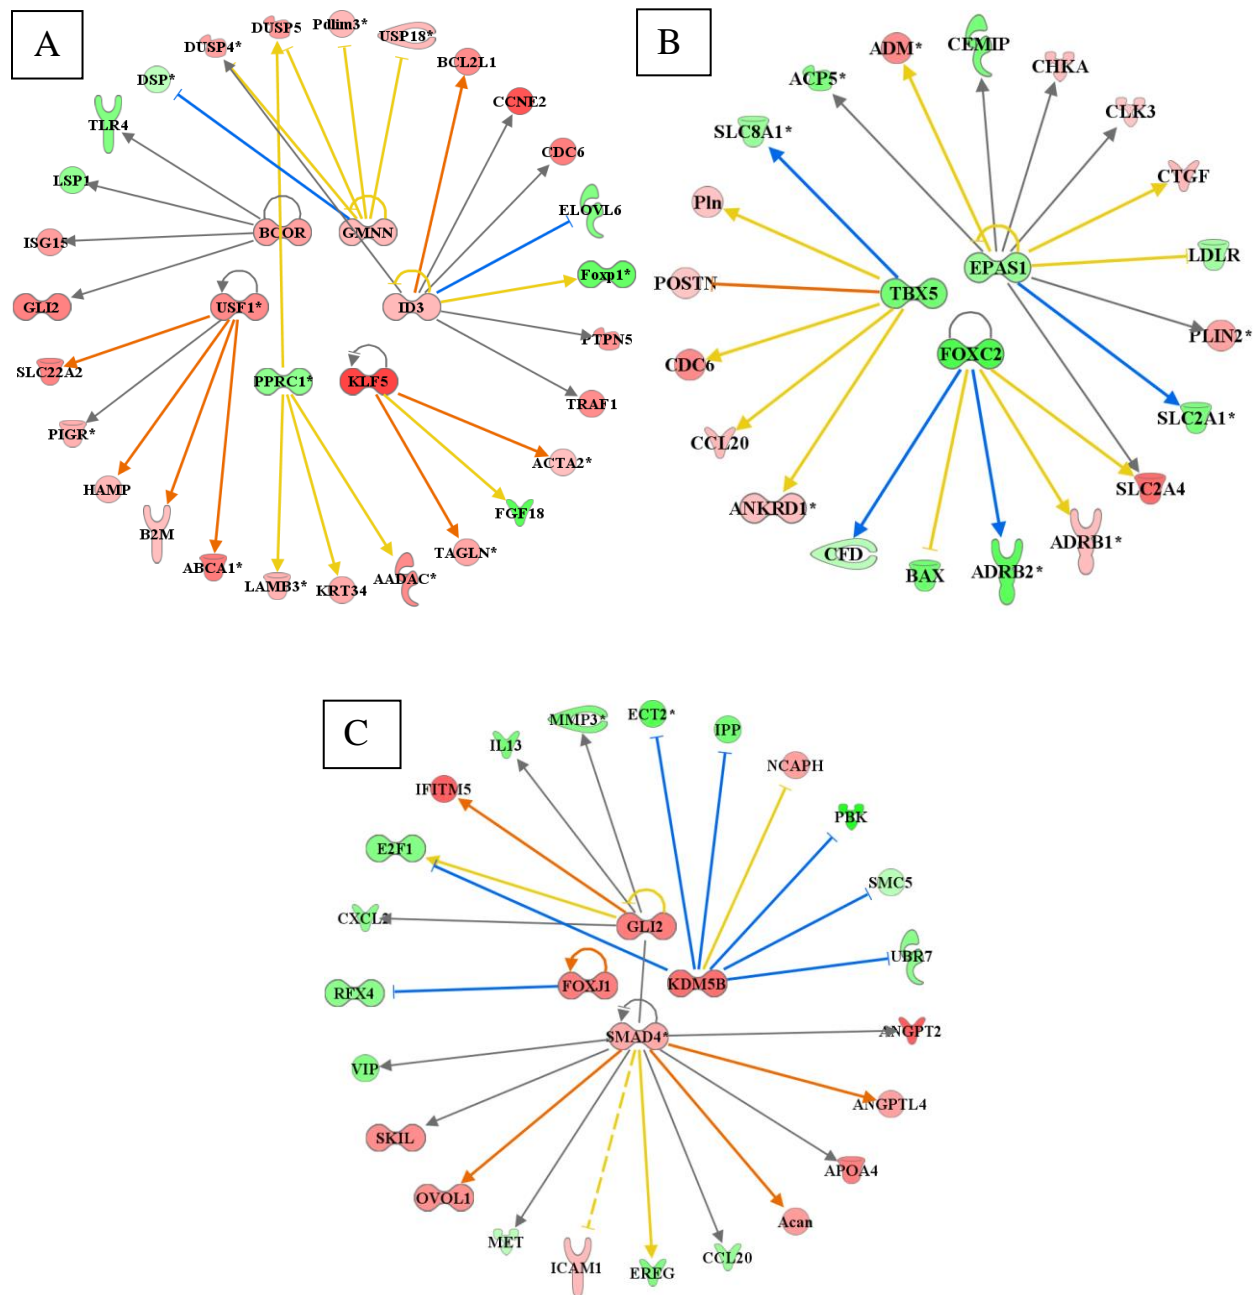 A
DUSP4*
DUSP5
Pdlim3*
USP18*
BCL2L1
DSP*
CCNE2
TLR4
CDC6
LSP1
ELOVL6
ISG15
BCOR
GMNN
Foxp1*
GLI2
USF1*
ID3
PTPN5
SLC22A2
PPRC1*
KLF5
TRAF1
PIGR*
ACTA2*
HAMP
FGF18
B2M
TAGLN*
ABCA1*
LAMB3*
KRT34
AADAC*
B
ADM*
CEMIP
CHKA
ACP5*
CLK3
SLC8A1*
CTGF
Pln
LDLR
POSTN
TBX5
EPAS1
PLIN2*
CDC6
FOXC2
SLC2A1*
CCL20
SLC2A4
ANKRD1*
ADRB1*
CFD
BAX
ADRB2*
C
MMP3*
ECT2*
IPP
IL13
NCAPH
IFITM5
PBK
E2F1
SMC5
CXCL2
GLI2
UBR7
RFX4
FOXJ1
KDM5B
SMAD4*
ANGPT2
VIP
ANGPTL4
SKIL
APOA4
OVOL1
Acan
MET
ICAM1
EREG
CCL20